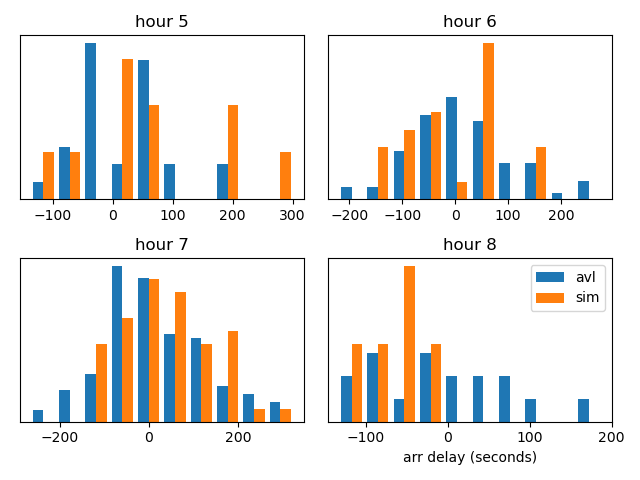 hour 5
hour 6
−100 0 100 200 300
−200 −100 0 100 200
hour 7
hour 8
avl
sim
−200 0 200
−100 0 100 200
arr delay (seconds)